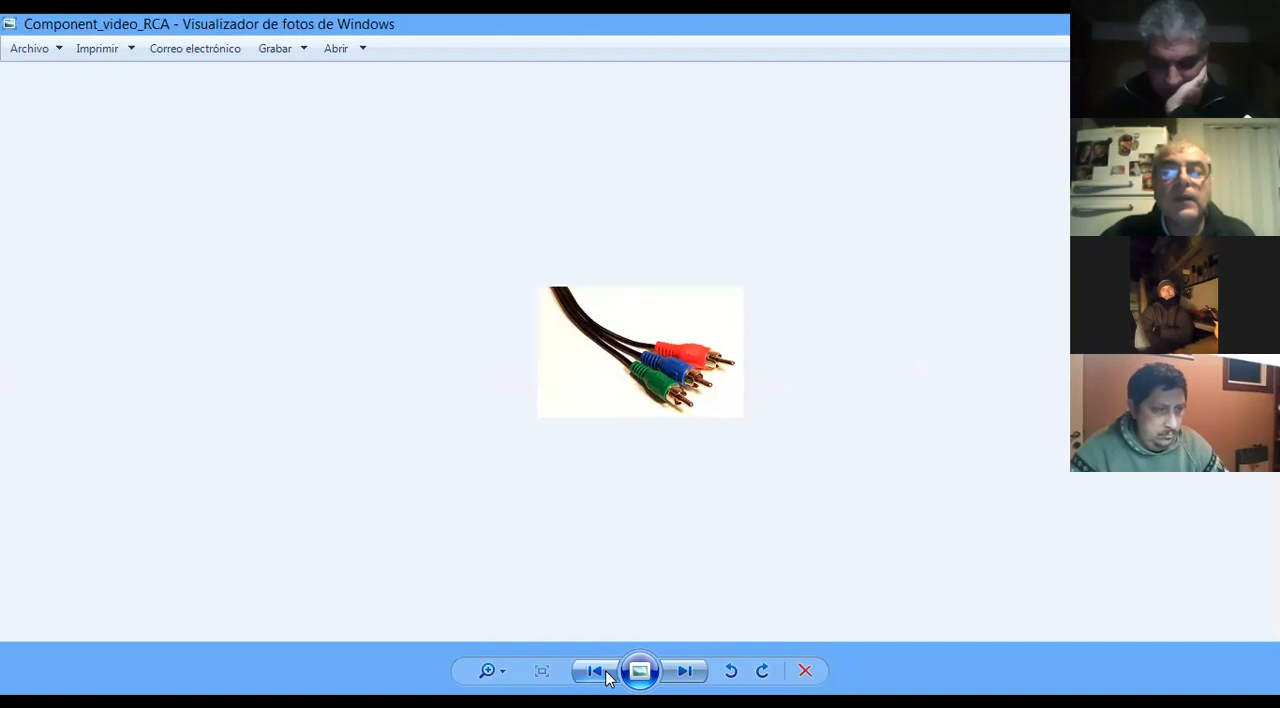 Component_video_RCA - Visualizador de fotos de Windows
Archivo Imprimir Correo electrónico Grabar Abrir